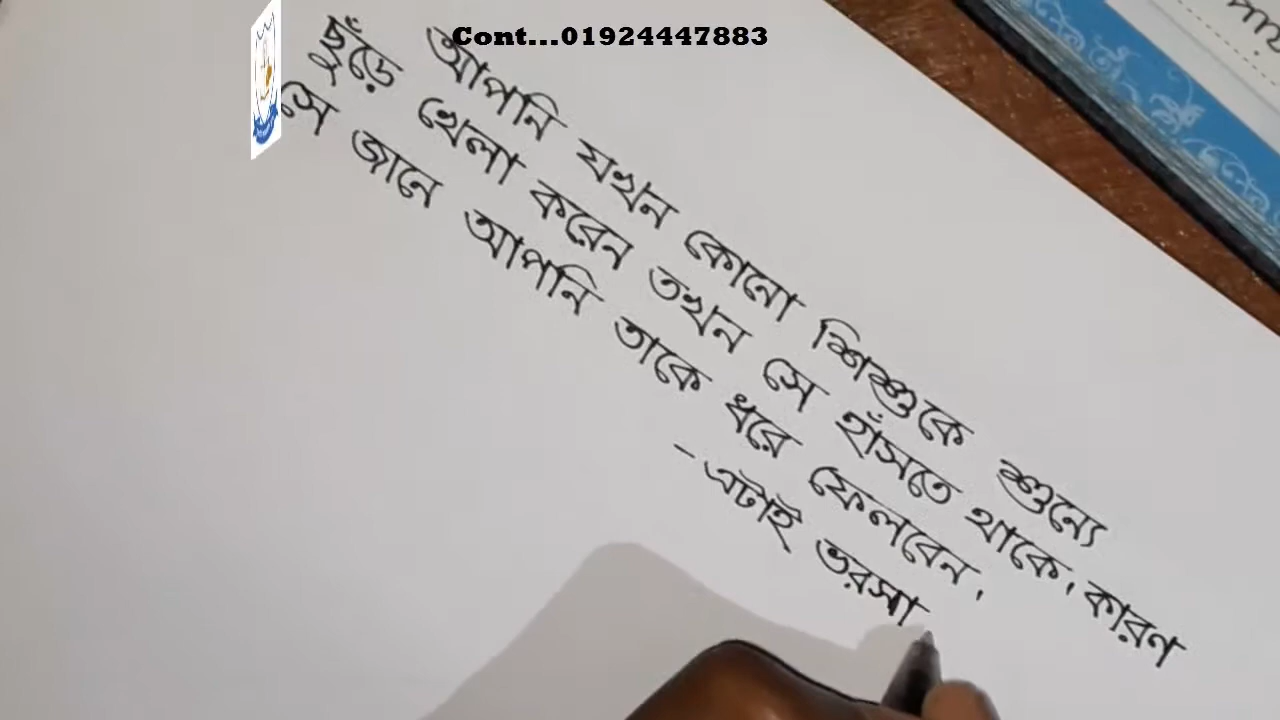 Cont...01924447883
আপনি যখন কোনো শিশুকে শুন্যে
ছুঁড়ে খেলা করেন তখন সে হাঁসতে থাকে, কারণ
সে জানে আপনি তাকে ধরে ফেলবেন,
-এটাই ভরসা